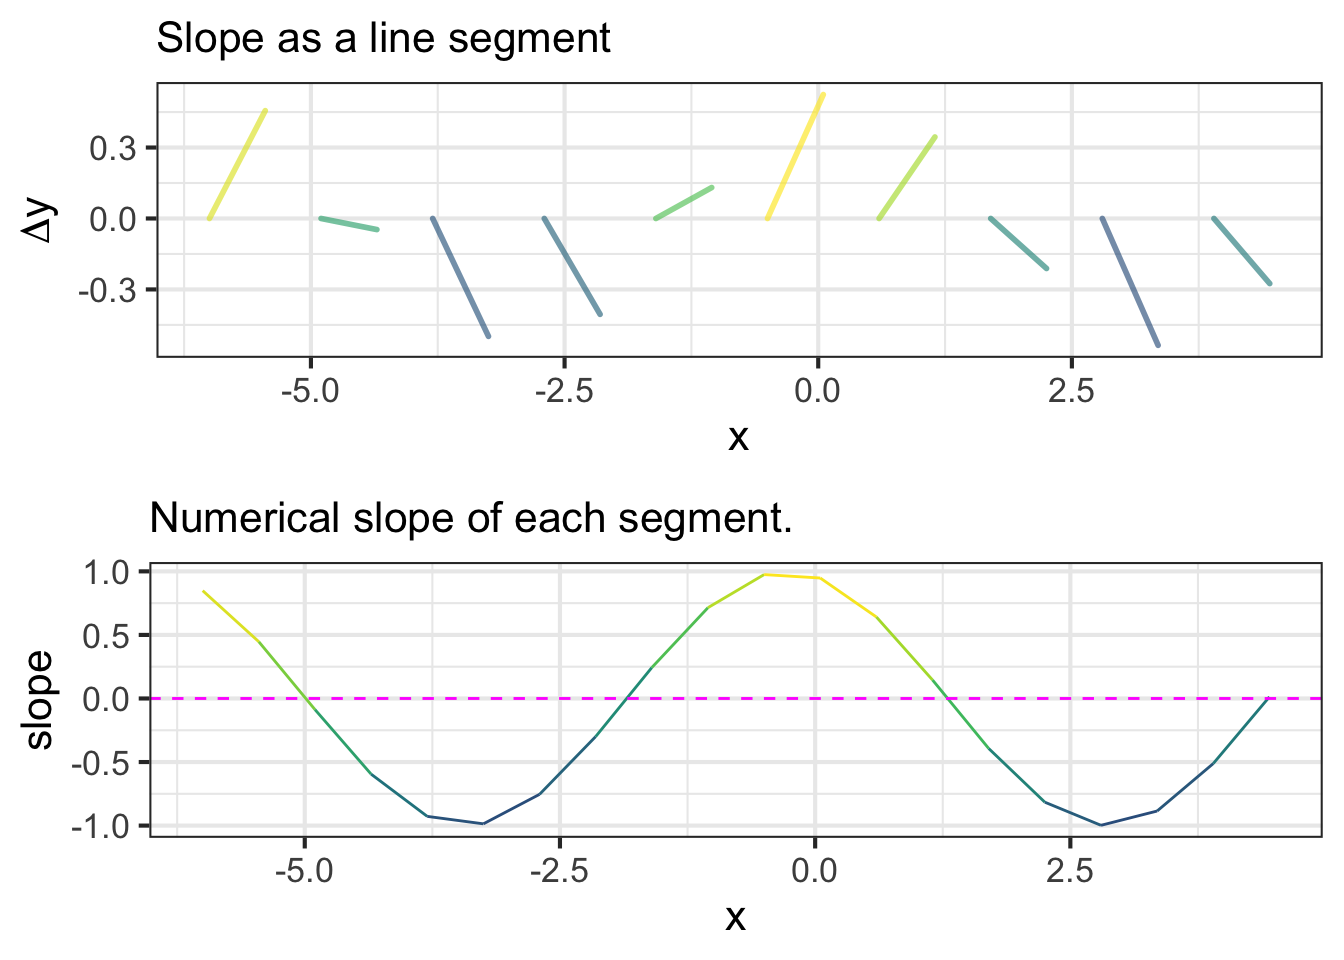 Slope as a line segment
0.3
0.0
-0.3
Δy
-5.0 -2.5 0.0 2.5
x
Numerical slope of each segment.
1.0
0.5
0.0
-0.5
-1.0
slope
-5.0 -2.5 0.0 2.5
x